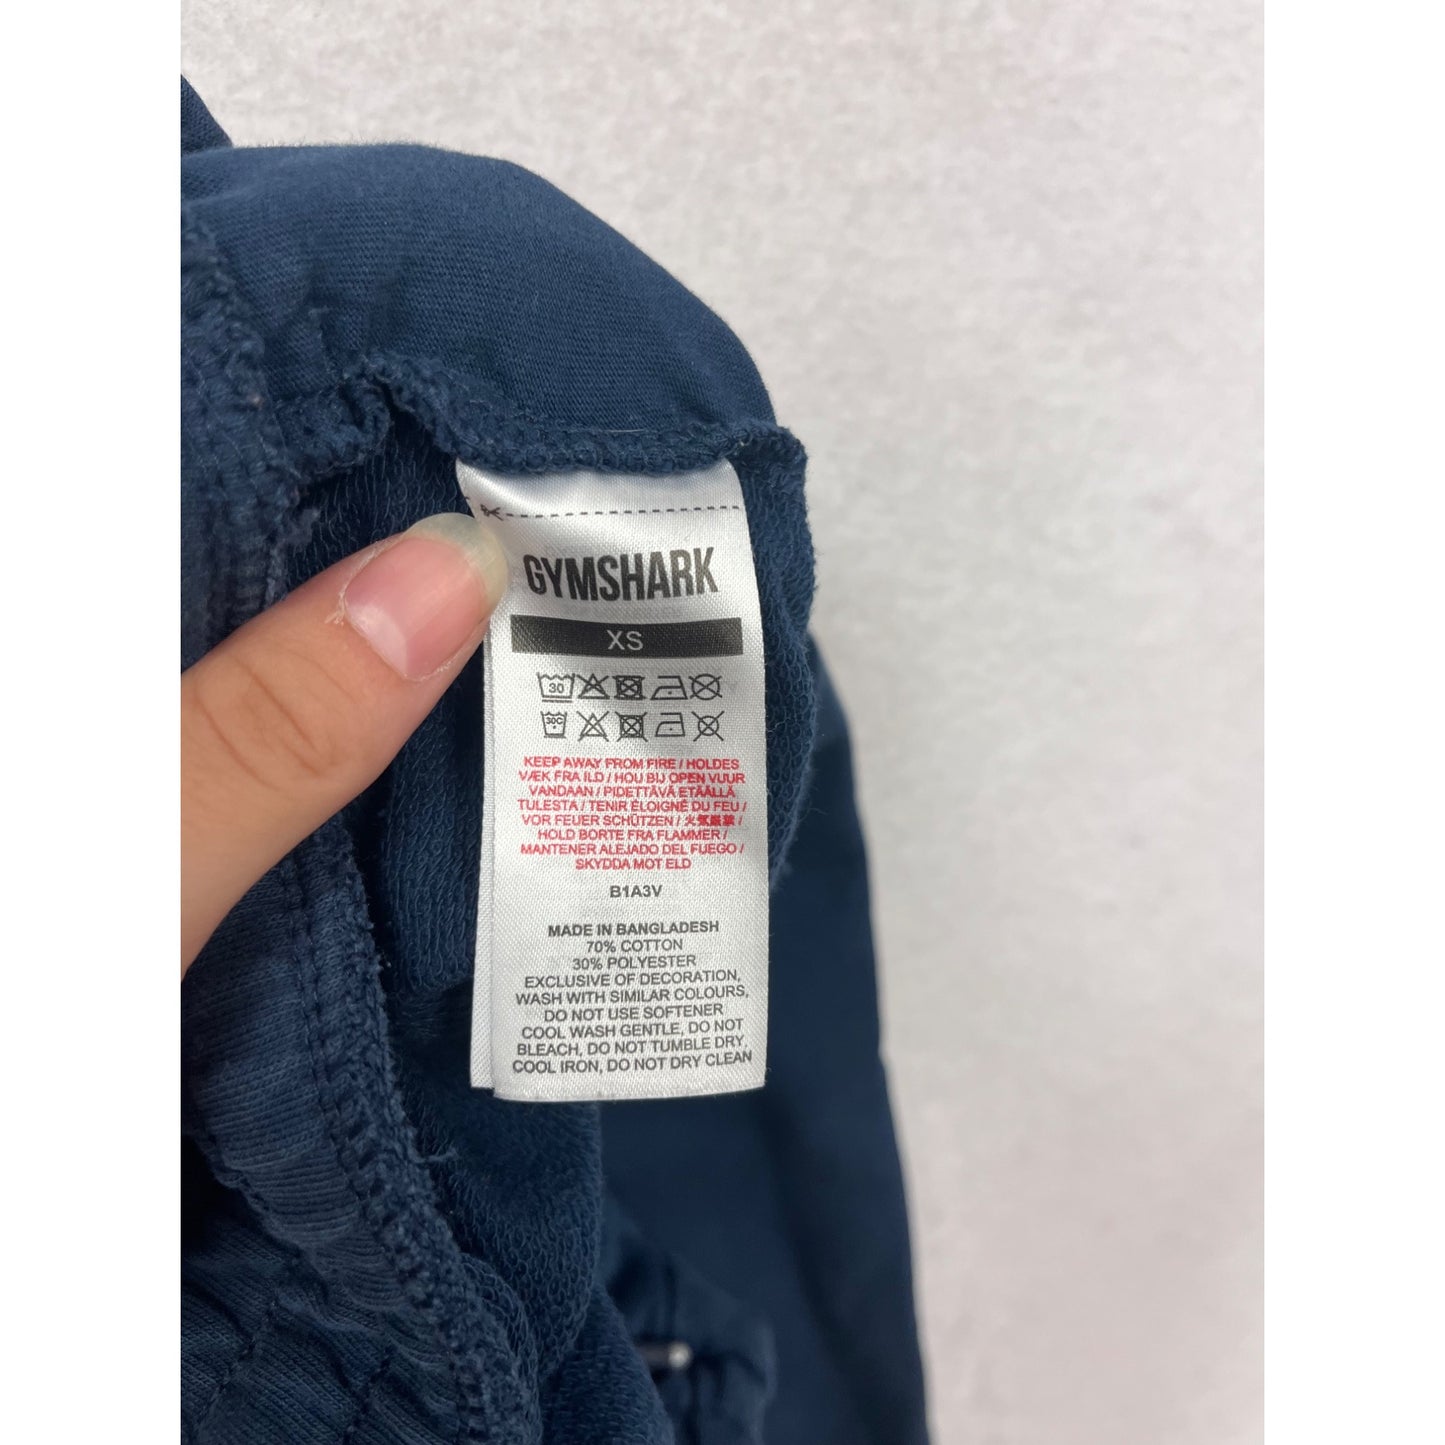 GYMSHARK
XS
30
30C
KEEP AWAY FROM FIRE / HOLDES
VÆK FRA ILD / HOU BIJ OPEN VUUR
VANDAAN / PIDETTÄVÄ ETÄÄLLÄ
TULESTA / TENIR ÉLOIGNÉ DU FEU /
VOR FEUER SCHÜTZEN / 火気厳禁 /
HOLD BORTE FRA FLAMMER /
MANTENER ALEJADO DEL FUEGO /
SKYDDA MOT ELD
B1A3V
MADE IN BANGLADESH
70% COTTON
30% POLYESTER
EXCLUSIVE OF DECORATION,
WASH WITH SIMILAR COLOURS,
DO NOT USE SOFTENER
COOL WASH GENTLE, DO NOT
BLEACH, DO NOT TUMBLE DRY,
COOL IRON, DO NOT DRY CLEAN